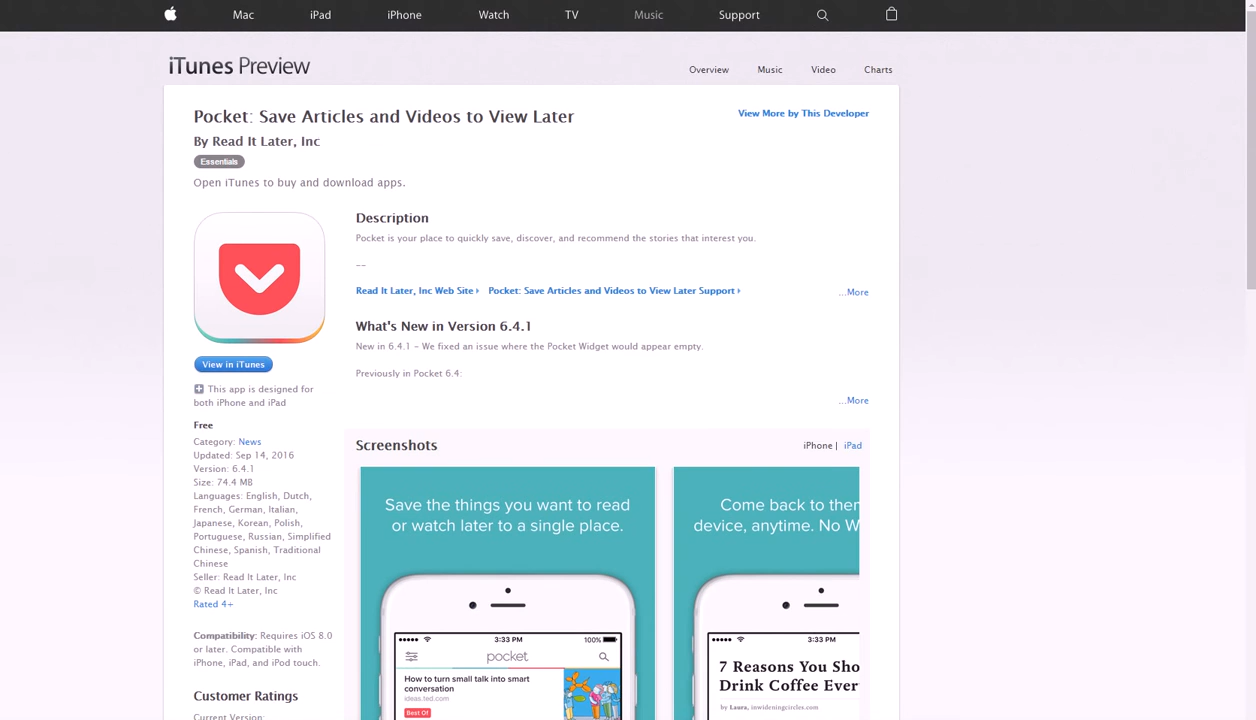 Mac iPad iPhone Watch TV Music Support
iTunes Preview
Overview Music Video Charts
Pocket: Save Articles and Videos to View Later
View More by This Developer
By Read It Later, Inc
Essentials
Open iTunes to buy and download apps.
Description
Pocket is your place to quickly save, discover, and recommend the stories that interest you.
--
Read It Later, Inc Web Site
Pocket: Save Articles and Videos to View Later Support
...More
What's New in Version 6.4.1
New in 6.4.1 - We fixed an issue where the Pocket Widget would appear empty.
Previously in Pocket 6.4:
...More
View in iTunes
This app is designed for
both iPhone and iPad
Free
Category: News
Updated: Sep 14, 2016
Version: 6.4.1
Size: 74.4 MB
Languages: English, Dutch,
French, German, Italian,
Japanese, Korean, Polish,
Portuguese, Russian, Simplified
Chinese, Spanish, Traditional
Chinese
Seller: Read It Later, Inc
© Read It Later, Inc
Rated 4+
Compatibility: Requires iOS 8.0
or later. Compatible with
iPhone, iPad, and iPod touch.
Customer Ratings
Current Version:
Screenshots
iPhone | iPad
Save the things you want to read
or watch later to a single place.
3:33 PM 100%
pocket
How to turn small talk into smart
conversation
ideas.ted.com
Best Of
Come back to then
device, anytime. No W
3:33 PM
7 Reasons You Sho
Drink Coffee Ever
by Laura, inwideningcircles.com